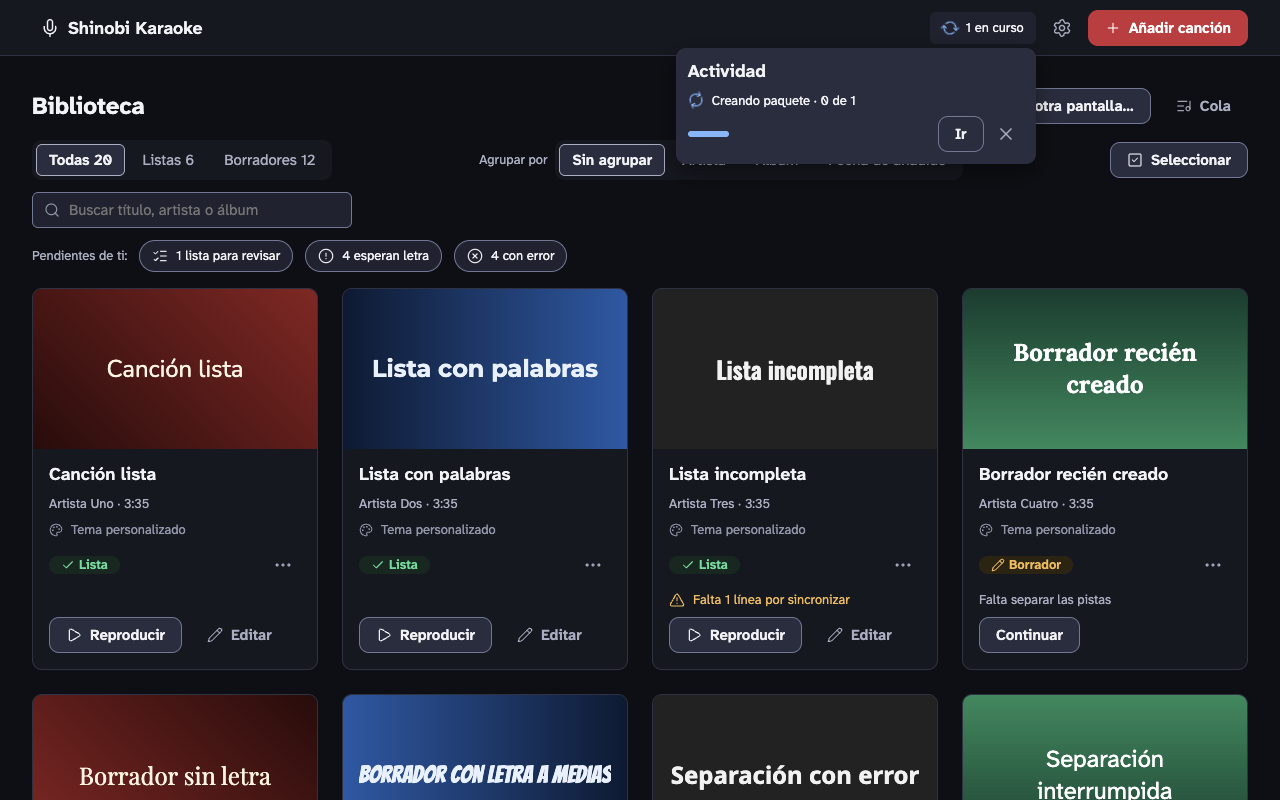 Shinobi Karaoke
1 en curso
Añadir canción
Actividad
Creando paquete · 0 de 1
Ir
Biblioteca
otra pantalla...
Cola
Todas 20
Listas 6
Borradores 12
Agrupar por
Sin agrupar
Seleccionar
Buscar título, artista o álbum
Pendientes de ti:
1 lista para revisar
4 esperan letra
4 con error
Canción lista
Lista con palabras
Lista incompleta
Borrador recién
creado
Canción lista
Artista Uno · 3:35
Tema personalizado
Lista
Reproducir
Editar
Lista con palabras
Artista Dos · 3:35
Tema personalizado
Lista
Reproducir
Editar
Lista incompleta
Artista Tres · 3:35
Tema personalizado
Lista
Falta 1 línea por sincronizar
Reproducir
Editar
Borrador recién creado
Artista Cuatro · 3:35
Tema personalizado
Borrador
Falta separar las pistas
Continuar
Borrador sin letra
BORRADOR CON LETRA A MEDIAS
Separación con error
Separación
interrumpida